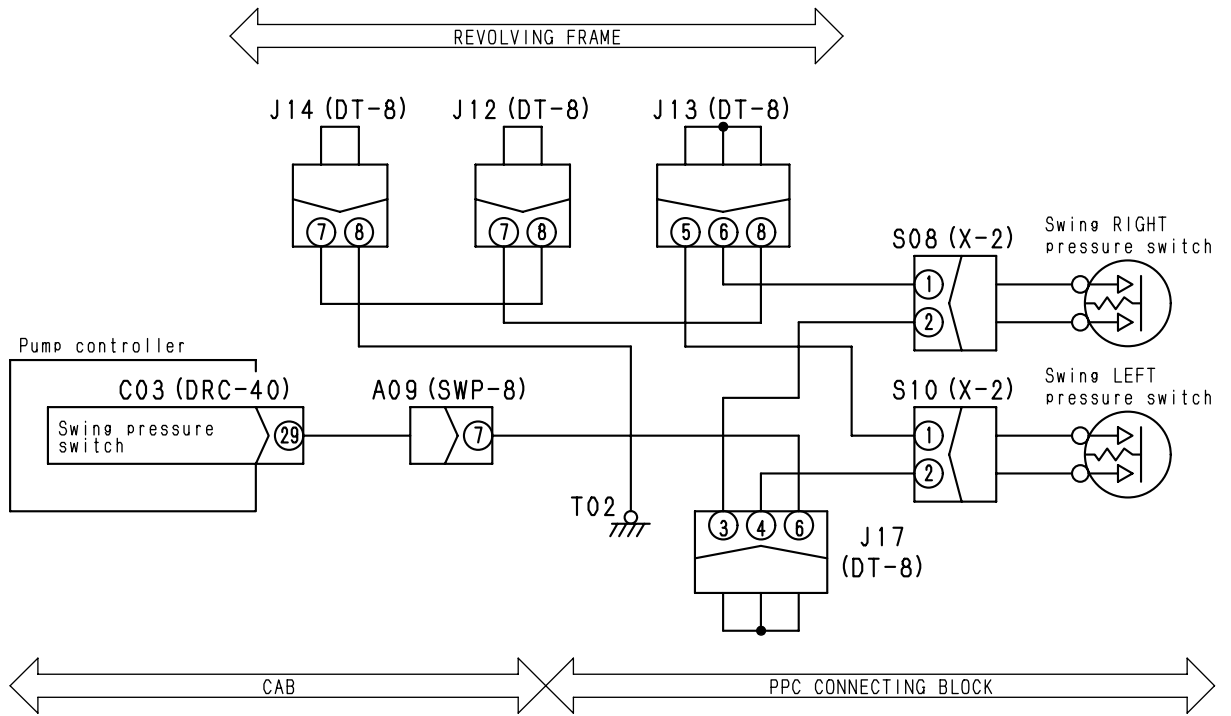 REVOLVING FRAME
J14 (DT-8)
J12 (DT-8)
J13 (DT-8)
7 8
7 8
5 6 8
S08 (X-2)
Swing RIGHT
pressure switch
1
2
Pump controller
C03 (DRC-40)
A09 (SWP-8)
S10 (X-2)
Swing LEFT
pressure switch
Swing pressure
switch
29
7
1
2
T02
3 4 6
J17
(DT-8)
CAB
PPC CONNECTING BLOCK